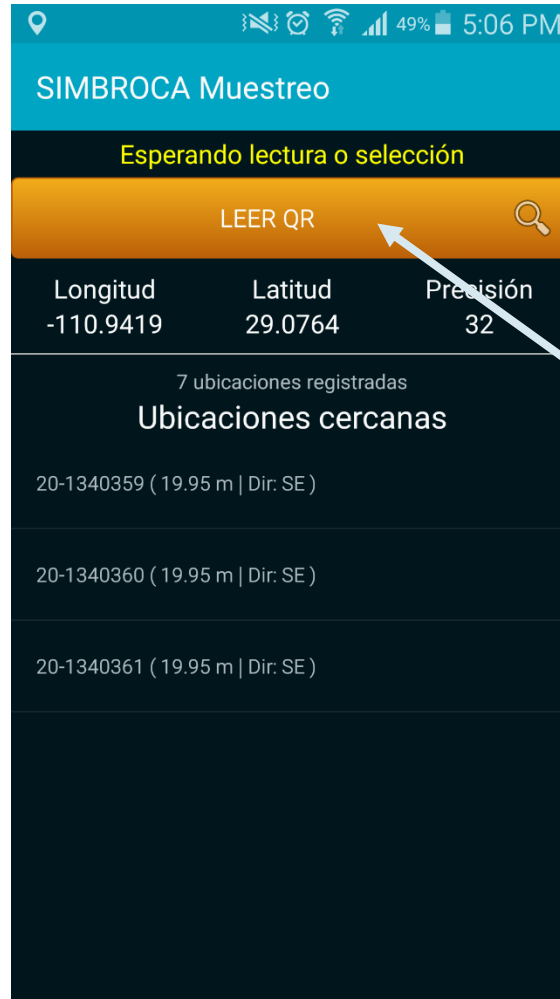 49% 5:06 PM
SIMBROCA Muestreo
Esperando lectura o selección
LEER QR
Longitud Latitud Precisión
-110.9419 29.0764 32
7 ubicaciones registradas
Ubicaciones cercanas
20-1340359 ( 19.95 m | Dir: SE )
20-1340360 ( 19.95 m | Dir: SE )
20-1340361 ( 19.95 m | Dir: SE )